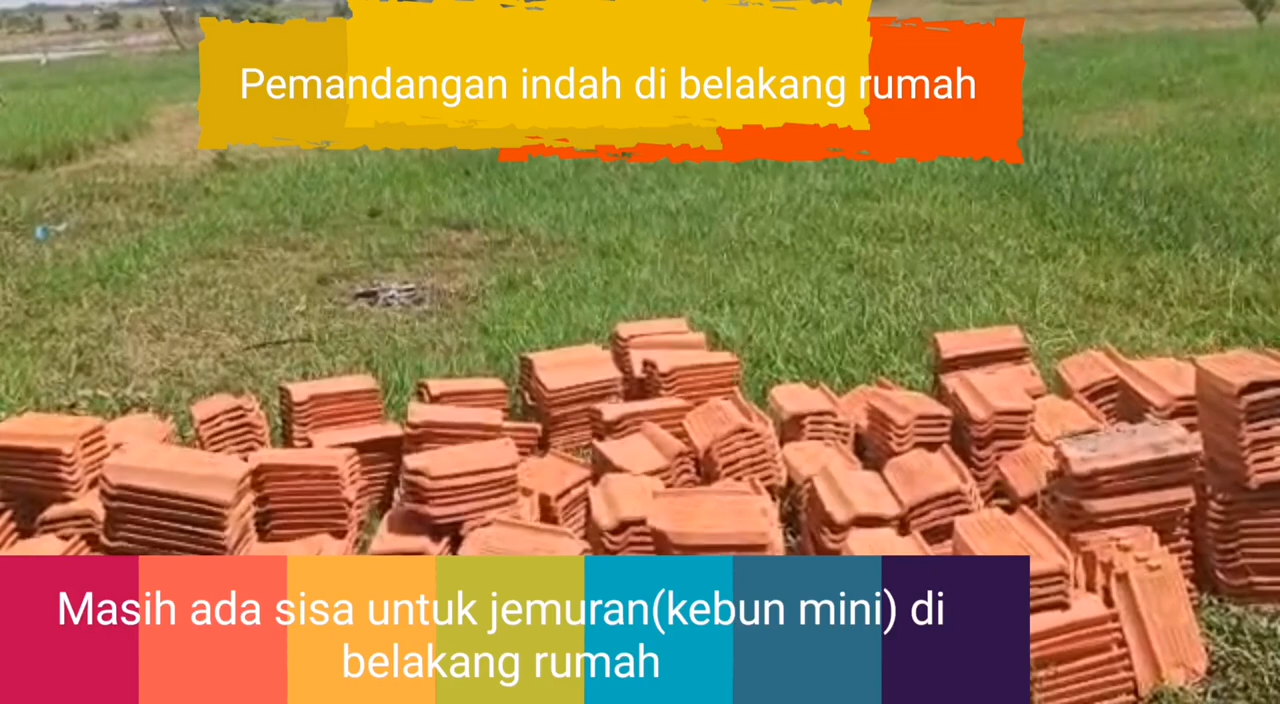 Pemandangan indah di belakang rumah
Masih ada sisa untuk jemuran(kebun mini) di
belakang rumah